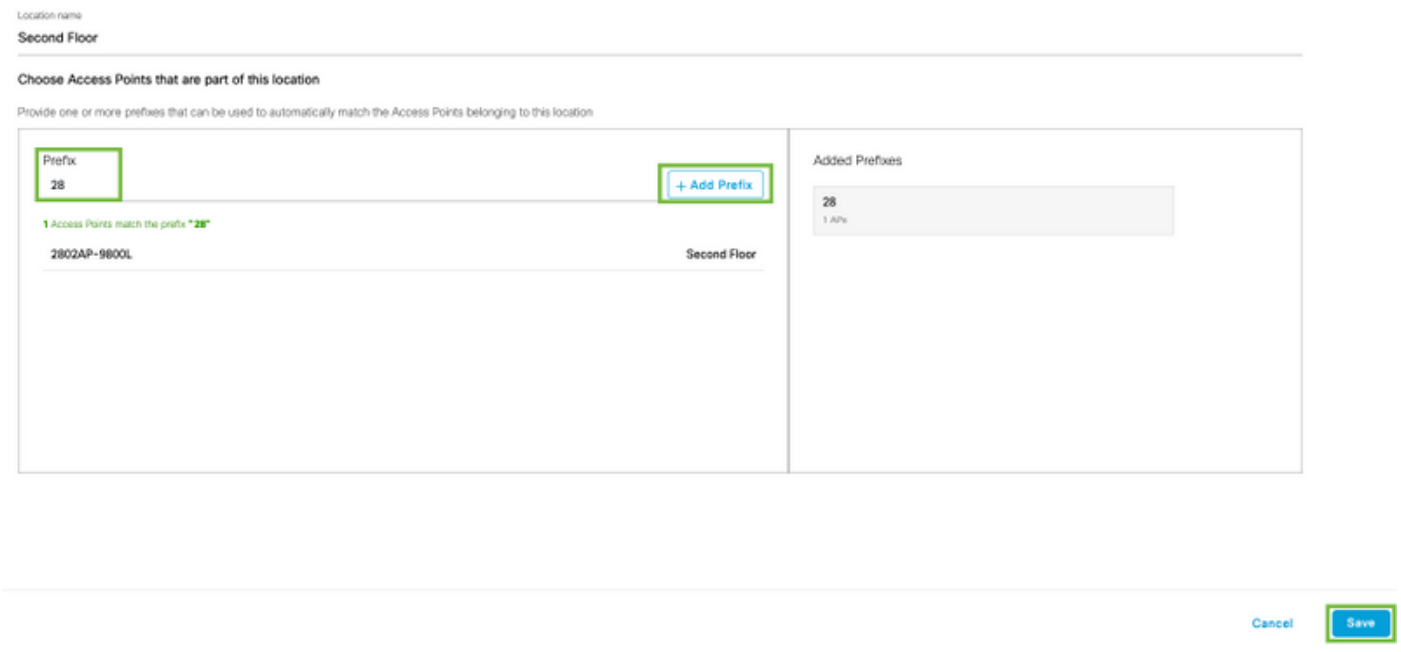 Location name
Second Floor
Choose Access Points that are part of this location
Provide one or more prefixes that can be used to automatically match the Access Points belonging to this location
Prefix
28
+ Add Prefix
1 Access Points match the prefix "28"
2802AP-9800L
Second Floor
Added Prefixes
28
1 APs
Cancel
Save